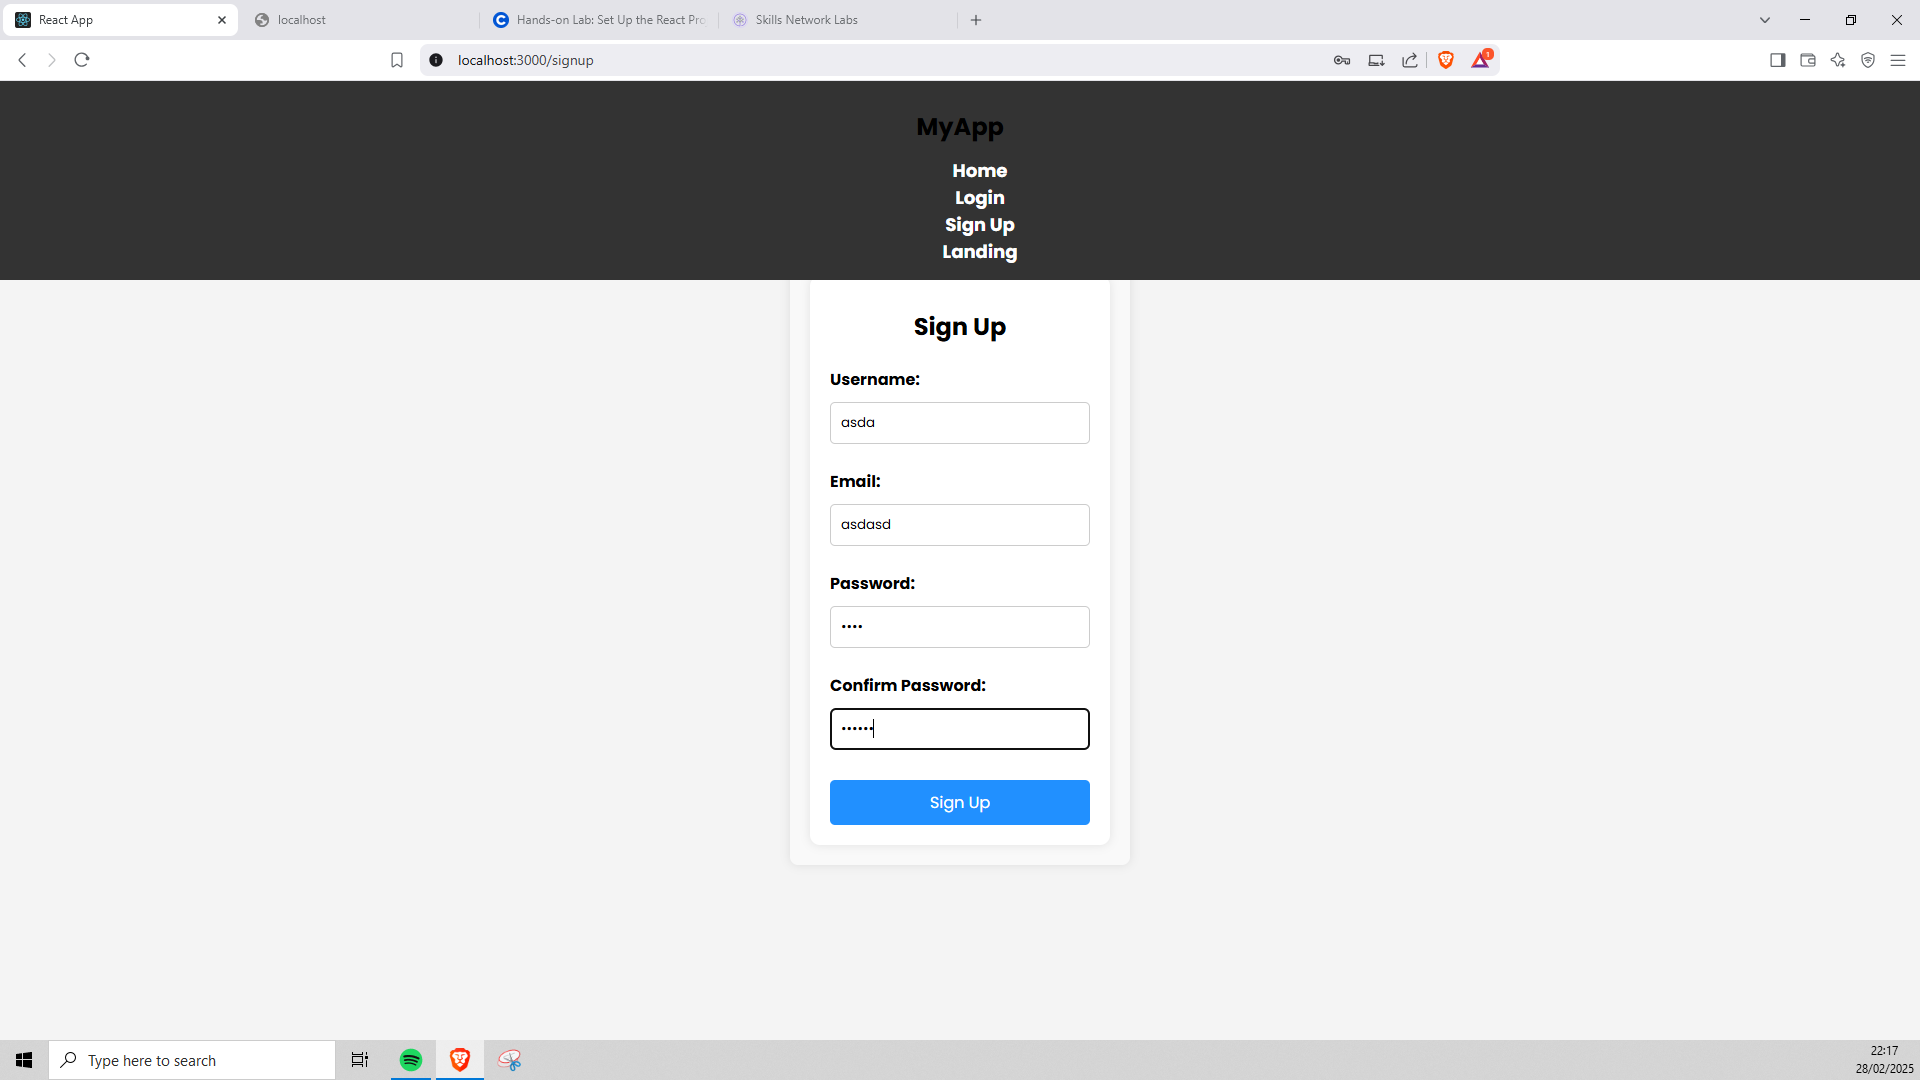 React App
localhost
Hands-on Lab: Set Up the React Pro
Skills Network Labs
localhost:3000/signup
1
MyApp
Home
Login
Sign Up
Landing
Sign Up
Username:
asda
Email:
asdasd
Password:
••••
Confirm Password:
••••••
Sign Up
Type here to search
22:17
28/02/2025